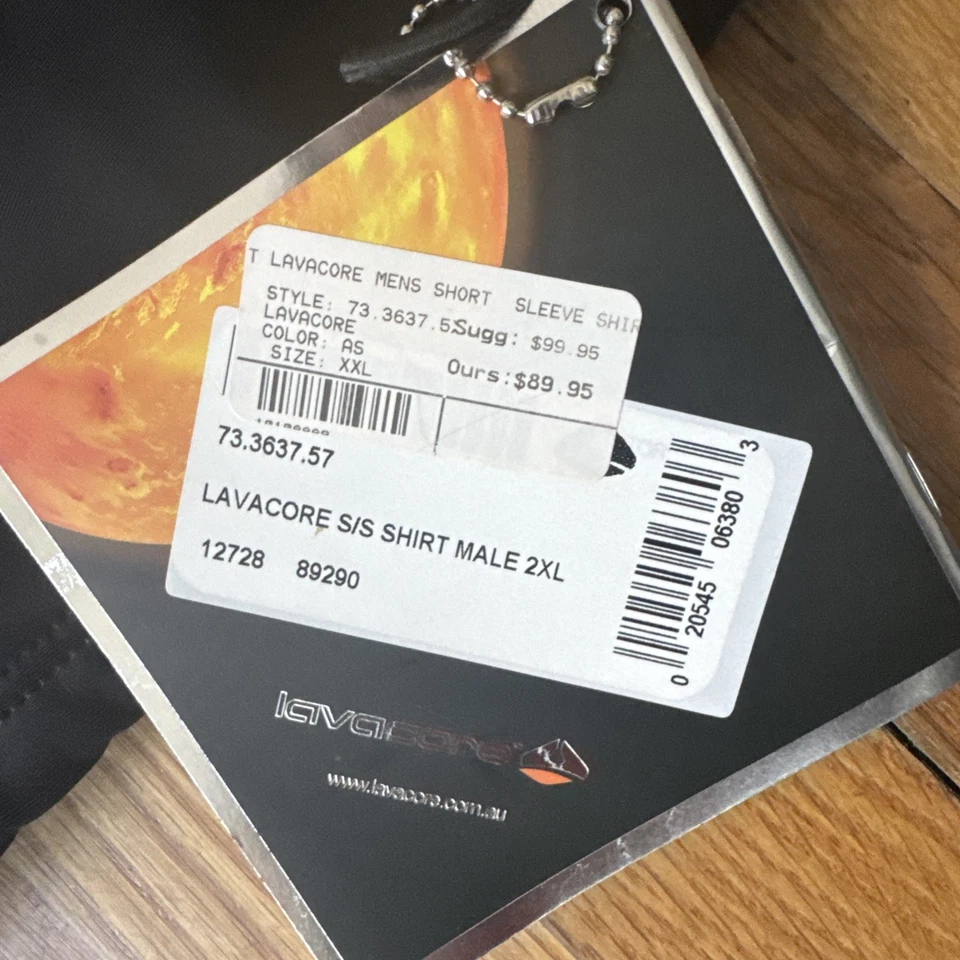 T LAVACORE MENS SHORT SLEEVE SHIR
STYLE: 73.3637.5
LAVACORE
COLOR: AS
SIZE: XXL
Sugg: $99.95
Ours:$89.95
73.3637.57
LAVACORE S/S SHIRT MALE 2XL
12728 89290
0 20545 06380 3
lavacore
www.lavacore.com.au